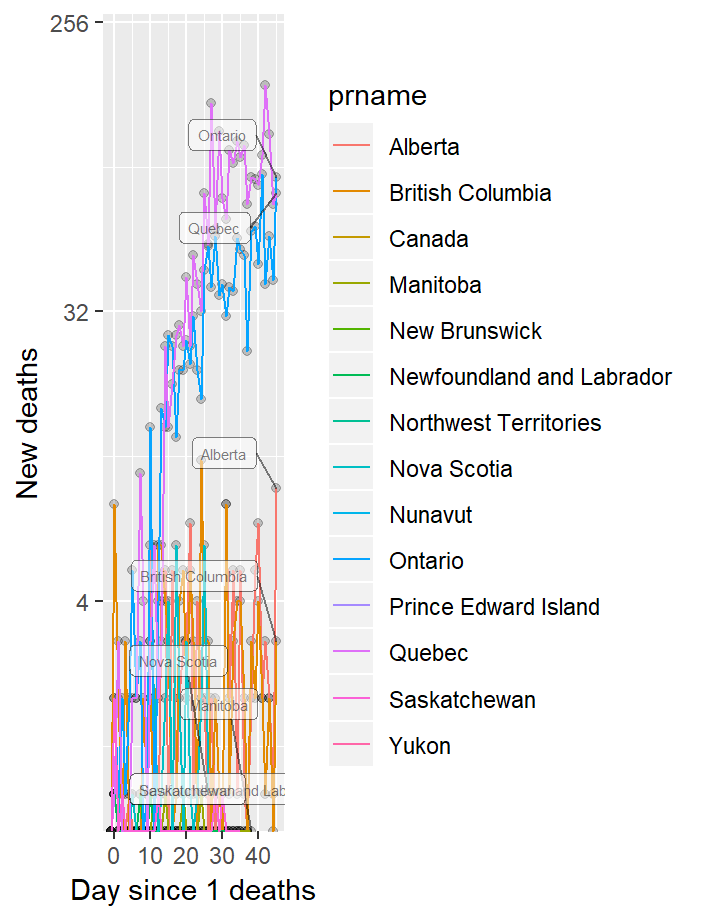 256
32
4
New deaths
Ontario
Quebec
Alberta
British Columbia
Nova Scotia
Manitoba
Saskatchewan
and Lab
0 10 20 30 40
Day since 1 deaths
prname
Alberta
British Columbia
Canada
Manitoba
New Brunswick
Newfoundland and Labrador
Northwest Territories
Nova Scotia
Nunavut
Ontario
Prince Edward Island
Quebec
Saskatchewan
Yukon